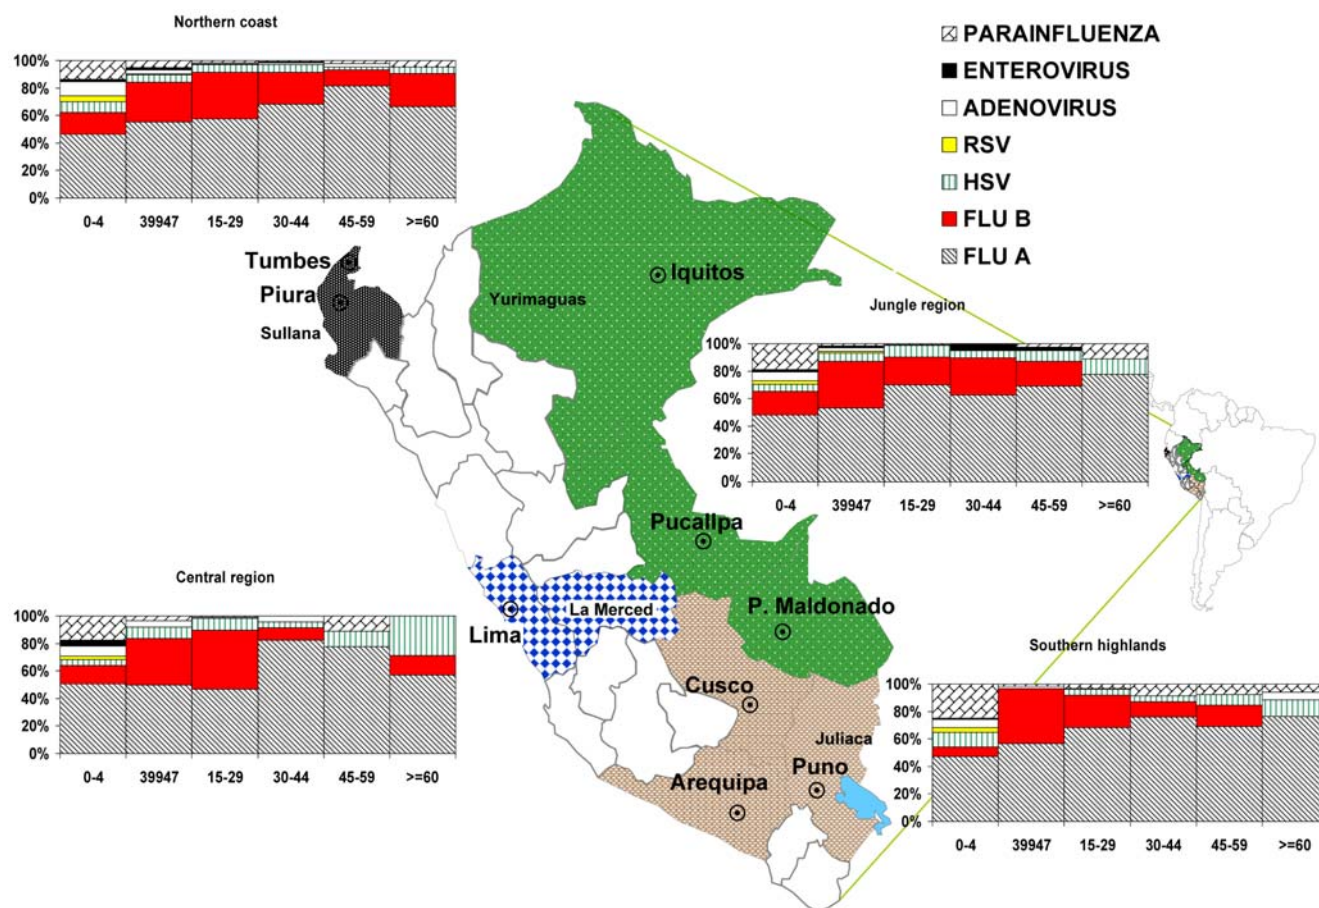 Northern coast
100%
80%
60%
40%
20%
0%
0-4 39947 15-29 30-44 45-59 >=60
PARAINFLUENZA
ENTEROVIRUS
ADENOVIRUS
RSV
HSV
FLU B
FLU A
Tumbes
Piura
Sullana
Iquitos
Yurimaguas
Jungle region
100%
80%
60%
40%
20%
0%
0-4 39947 15-29 30-44 45-59 >=60
Pucallpa
P. Maldonado
La Merced
Lima
Central region
100%
80%
60%
40%
20%
0%
0-4 39947 15-29 30-44 45-59 >=60
Cusco
Juliaca
Puno
Arequipa
Southern highlands
100%
80%
60%
40%
20%
0%
0-4 39947 15-29 30-44 45-59 >=60